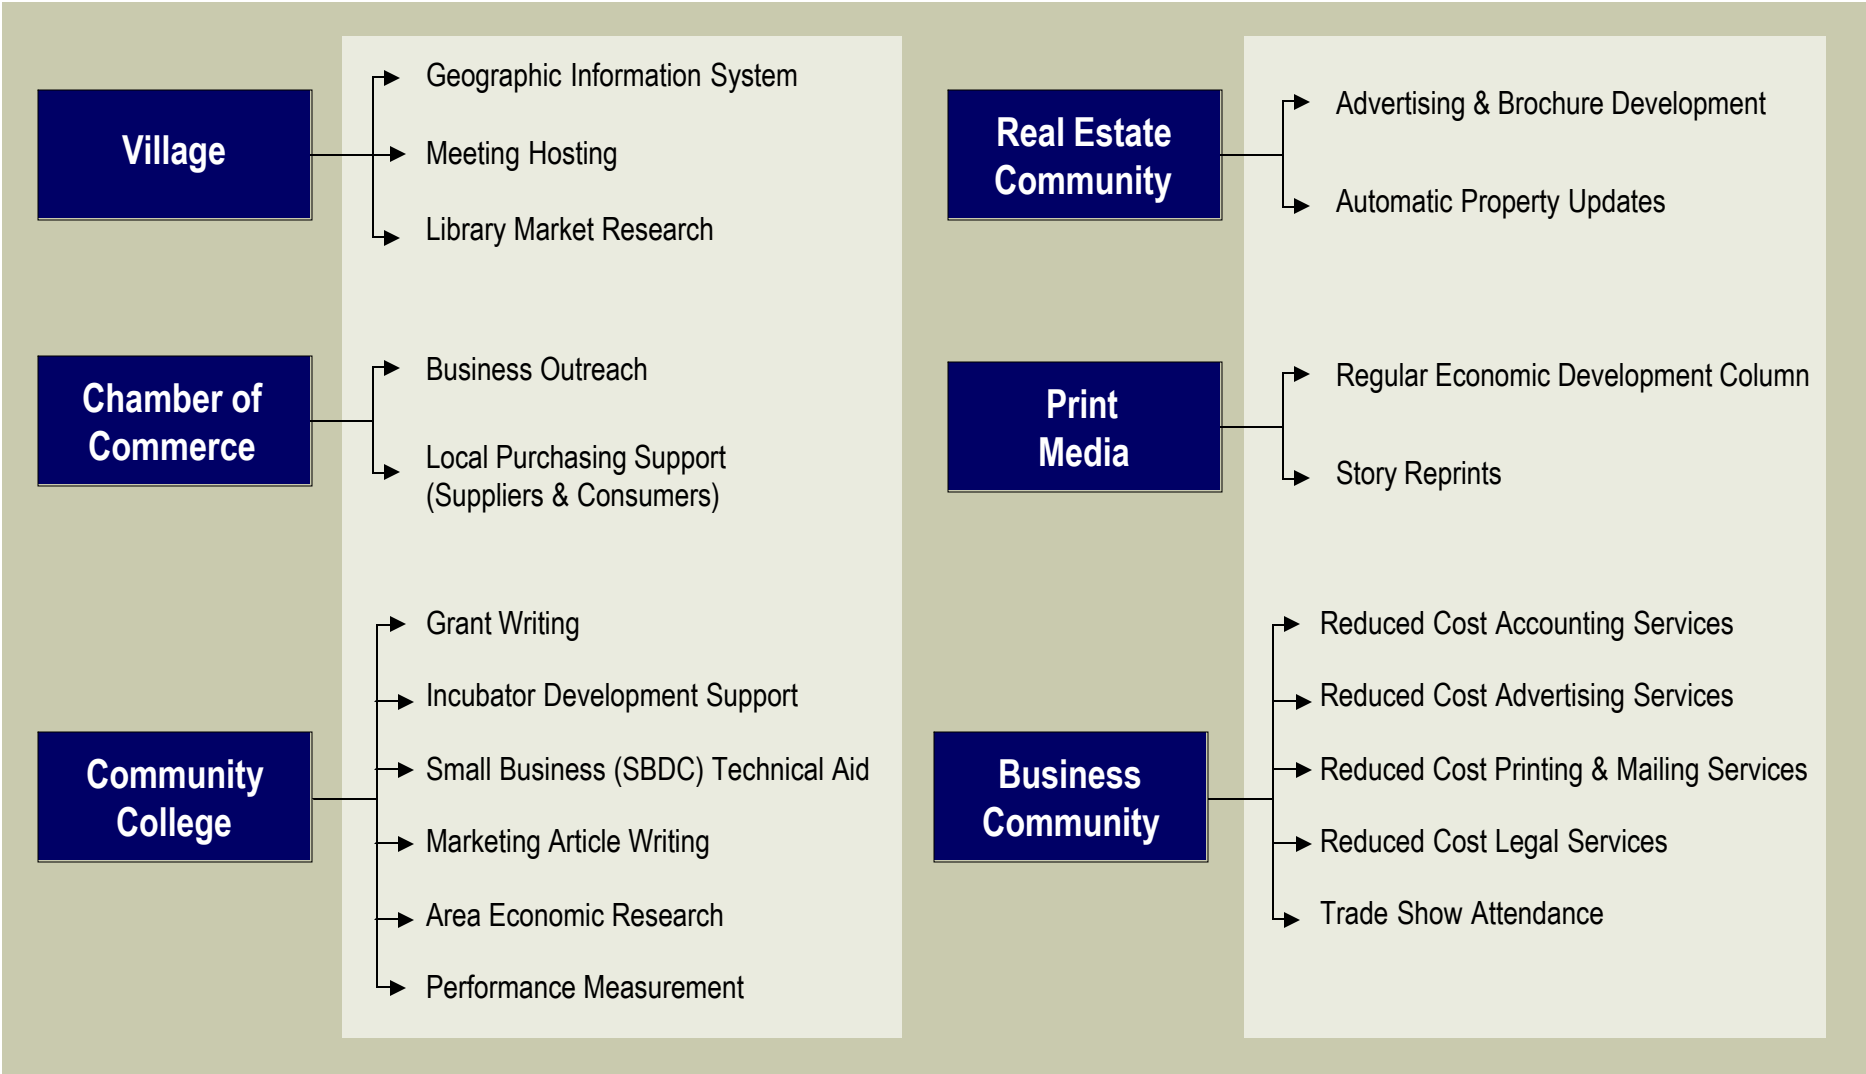 Village
Geographic Information System
Meeting Hosting
Library Market Research
Chamber of
Commerce
Business Outreach
Local Purchasing Support
(Suppliers & Consumers)
Community
College
Grant Writing
Incubator Development Support
Small Business (SBDC) Technical Aid
Marketing Article Writing
Area Economic Research
Performance Measurement
Real Estate
Community
Advertising & Brochure Development
Automatic Property Updates
Print
Media
Regular Economic Development Column
Story Reprints
Business
Community
Reduced Cost Accounting Services
Reduced Cost Advertising Services
Reduced Cost Printing & Mailing Services
Reduced Cost Legal Services
Trade Show Attendance